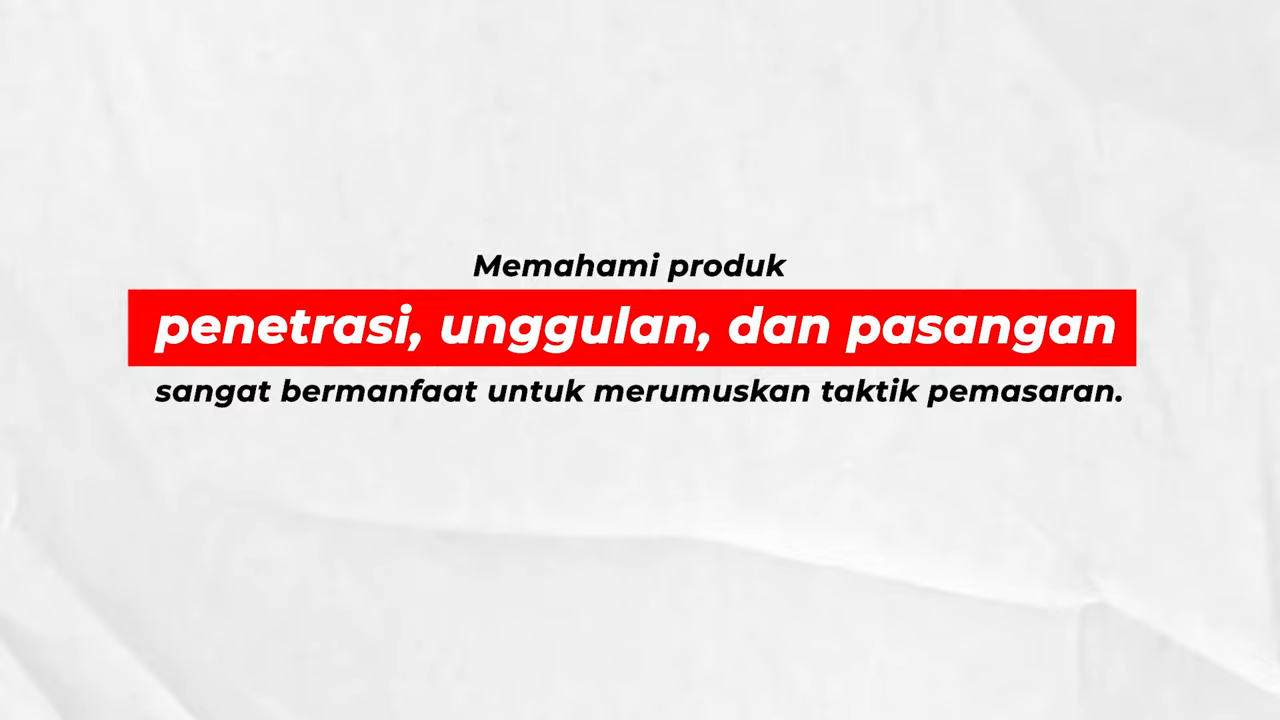 Memahami produk
penetrasi, unggulan, dan pasangan
sangat bermanfaat untuk merumuskan taktik pemasaran.